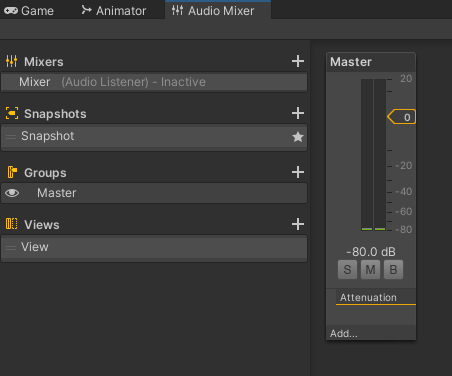 Game Animator Audio Mixer
Mixers
Mixer (Audio Listener) - Inactive
Snapshots
Snapshot
Groups
Master
Views
View
Master
20
0
-20
-40
-60
-80
-80.0 dB
S M B
Attenuation
Add...